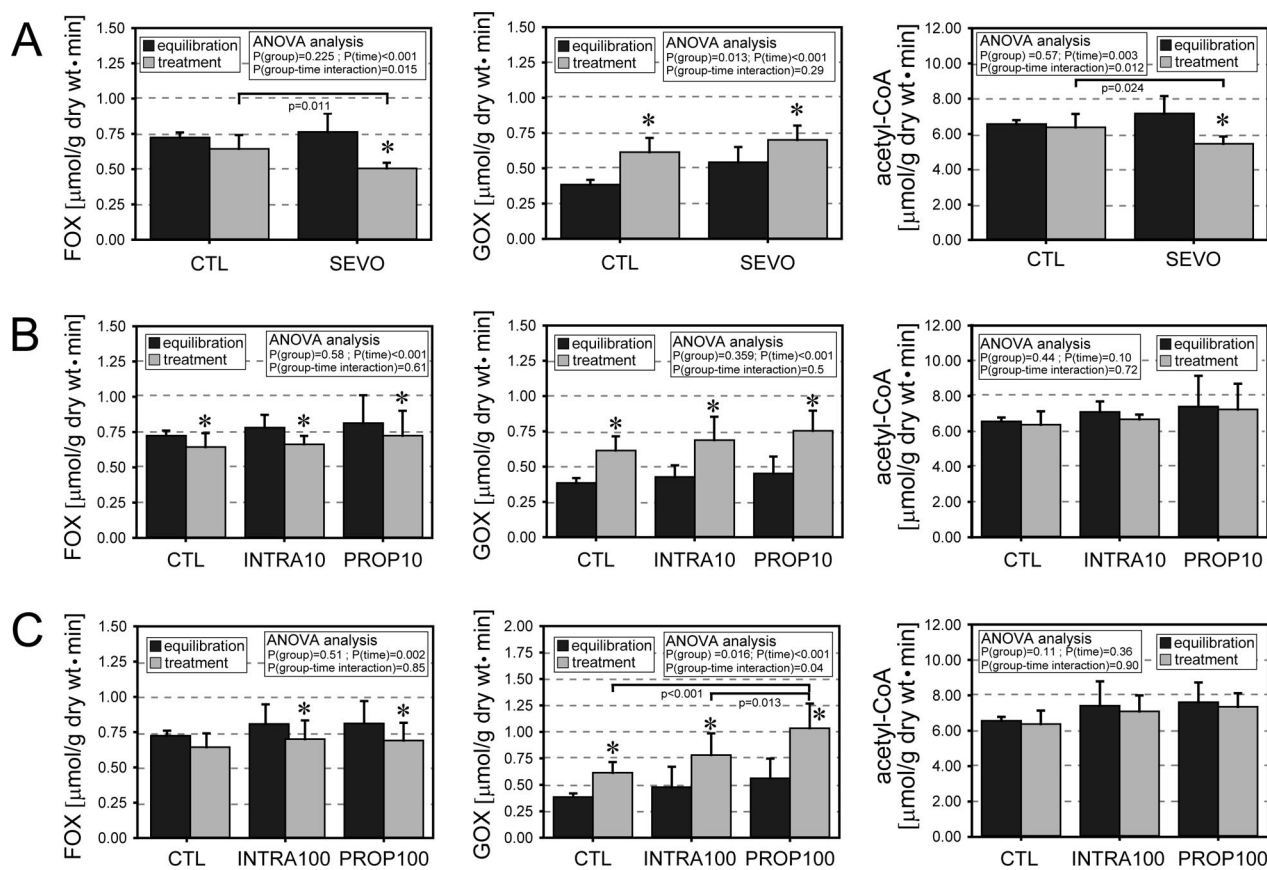 A
FOX [μmol/g dry wt•min]
1.50
1.25
1.00
0.75
0.50
0.25
0.00
equilibration
treatment
ANOVA analysis
P(group)=0.225 ; P(time)<0.001
P(group-time interaction)=0.015
p=0.011
*
CTL
SEVO
GOX [μmol/g dry wt•min]
1.50
1.25
1.00
0.75
0.50
0.25
0.00
equilibration
treatment
ANOVA analysis
P(group)=0.013; P(time)<0.001
P(group-time interaction)=0.29
*
*
CTL
SEVO
acetyl-CoA
[μmol/g dry wt•min]
12.00
10.00
8.00
6.00
4.00
2.00
0.00
ANOVA analysis
P(group) =0.57; P(time)=0.003
P(group-time interaction)=0.012
equilibration
treatment
p=0.024
*
CTL
SEVO
B
FOX [μmol/g dry wt•min]
1.50
1.25
1.00
0.75
0.50
0.25
0.00
equilibration
treatment
ANOVA analysis
P(group)=0.58 ; P(time)<0.001
P(group-time interaction)=0.61
*
*
*
CTL
INTRA10
PROP10
GOX [μmol/g dry wt•min]
1.50
1.25
1.00
0.75
0.50
0.25
0.00
equilibration
treatment
ANOVA analysis
P(group)=0.359; P(time)<0.001
P(group-time interaction)=0.5
*
*
*
CTL
INTRA10
PROP10
acetyl-CoA
[μmol/g dry wt•min]
12.00
10.00
8.00
6.00
4.00
2.00
0.00
ANOVA analysis
P(group)=0.44 ; P(time)=0.10
P(group-time interaction)=0.72
equilibration
treatment
CTL
INTRA10
PROP10
C
FOX [μmol/g dry wt•min]
1.50
1.25
1.00
0.75
0.50
0.25
0.00
equilibration
treatment
ANOVA analysis
P(group)=0.51 ; P(time)=0.002
P(group-time interaction)=0.85
*
*
CTL
INTRA100
PROP100
GOX [μmol/g dry wt•min]
2.00
1.75
1.50
1.25
1.00
0.75
0.50
0.25
0.00
equilibration
treatment
ANOVA analysis
P(group) =0.016; P(time)<0.001
P(group-time interaction)=0.04
p<0.001
p=0.013
*
*
*
CTL
INTRA100
PROP100
acetyl-CoA
[μmol/g dry wt•min]
12.00
10.00
8.00
6.00
4.00
2.00
0.00
ANOVA analysis
P(group)=0.11 ; P(time)=0.36
P(group-time interaction)=0.90
equilibration
treatment
CTL
INTRA100
PROP100